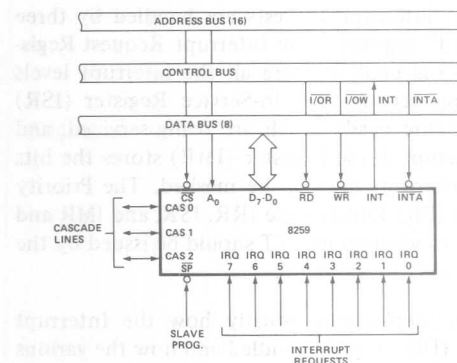 ADDRESS BUS (16)
CONTROL BUS
I/OR I/OW INT INTA
DATA BUS (8)
CS A0 D7-D0 RD WR INT INTA
CASCADE LINES
CAS 0
CAS 1
CAS 2
8259
IRQ IRQ IRQ IRQ IRQ IRQ IRQ IRQ
7 6 5 4 3 2 1 0
SP
SLAVE PROG.
INTERRUPT REQUESTS